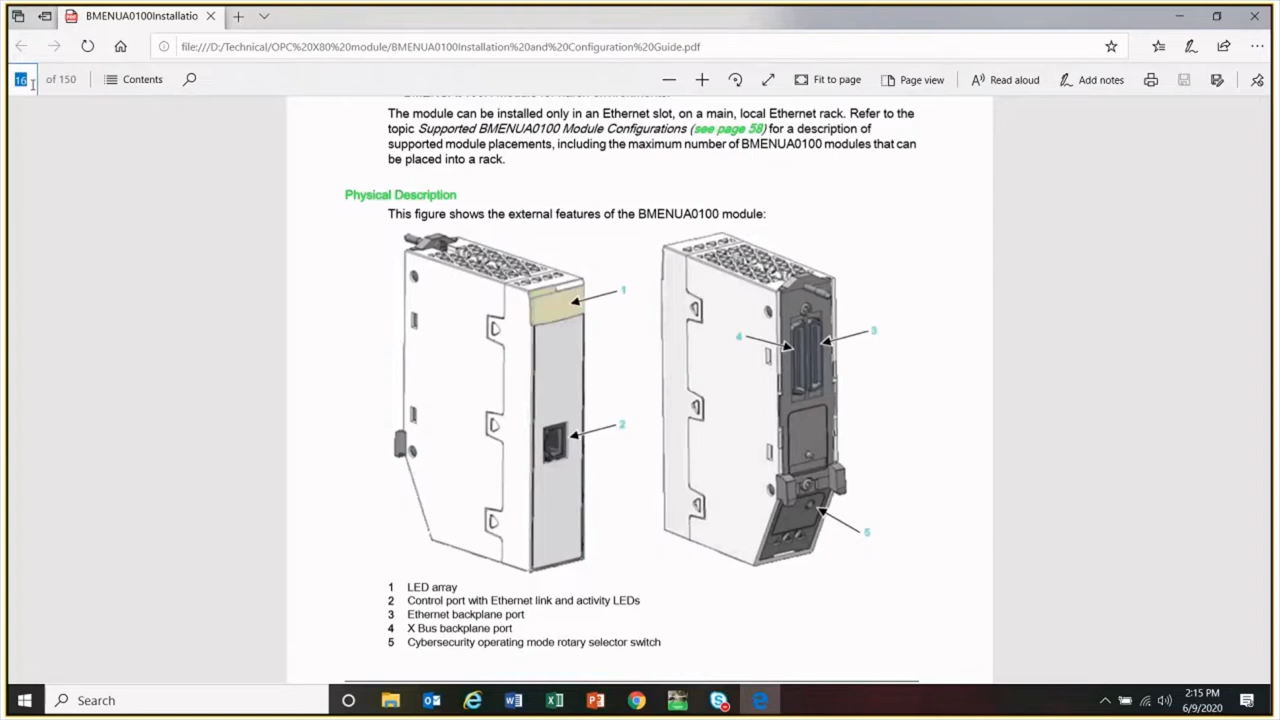 BMENUA0100Installatio
file:///D:/Technical/OPC%20X80%20module/BMENUA0100Installation%20and%20Configuration%20Guide.pdf
16 of 150 Contents Fit to page Page view Read aloud Add notes
The module can be installed only in an Ethernet slot, on a main, local Ethernet rack. Refer to the
topic Supported BMENUA0100 Module Configurations (see page 58) for a description of
supported module placements, including the maximum number of BMENUA0100 modules that can
be placed into a rack.
Physical Description
This figure shows the external features of the BMENUA0100 module:
1
2
3
4
5
1 LED array
2 Control port with Ethernet link and activity LEDs
3 Ethernet backplane port
4 X Bus backplane port
5 Cybersecurity operating mode rotary selector switch
Search
2:15 PM
6/9/2020